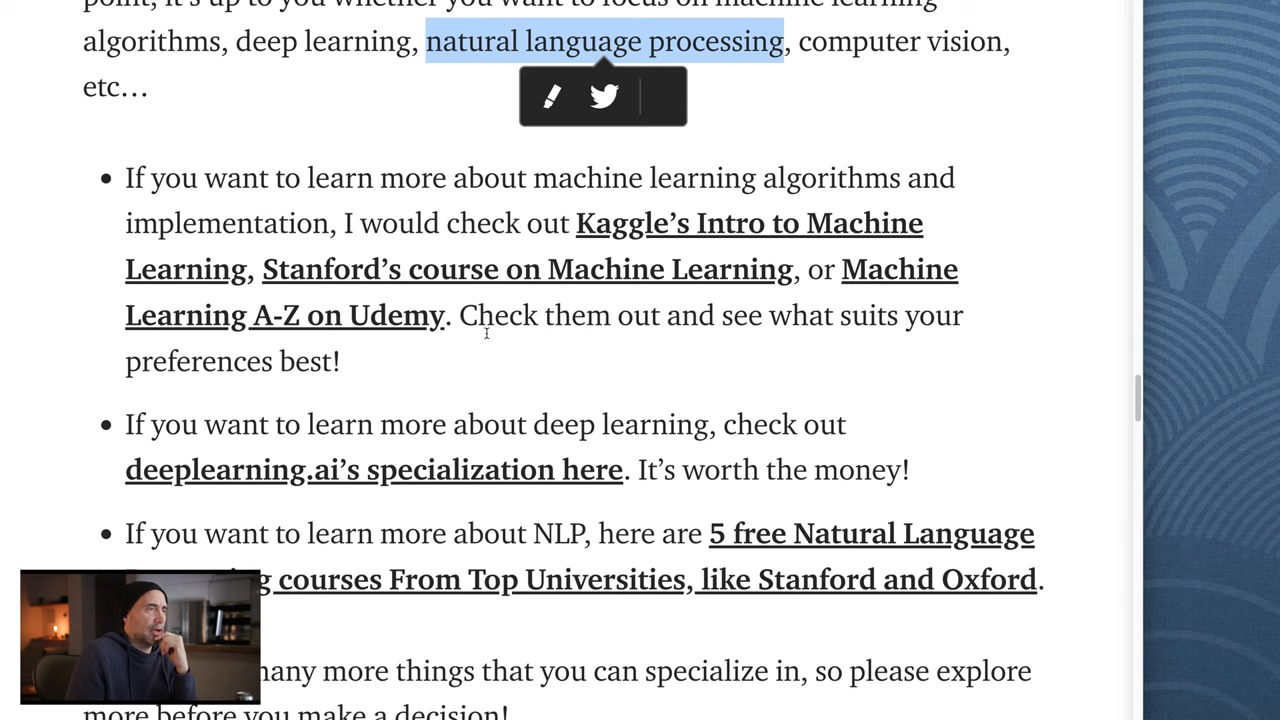 point, it's up to you whether you want to focus on machine learning
algorithms, deep learning, natural language processing, computer vision,
etc…
• If you want to learn more about machine learning algorithms and
implementation, I would check out Kaggle’s Intro to Machine
Learning, Stanford’s course on Machine Learning, or Machine
Learning A-Z on Udemy. Check them out and see what suits your
preferences best!
• If you want to learn more about deep learning, check out
deeplearning.ai’s specialization here. It’s worth the money!
• If you want to learn more about NLP, here are 5 free Natural Language
courses From Top Universities, like Stanford and Oxford.
many more things that you can specialize in, so please explore
more before you make a decision!